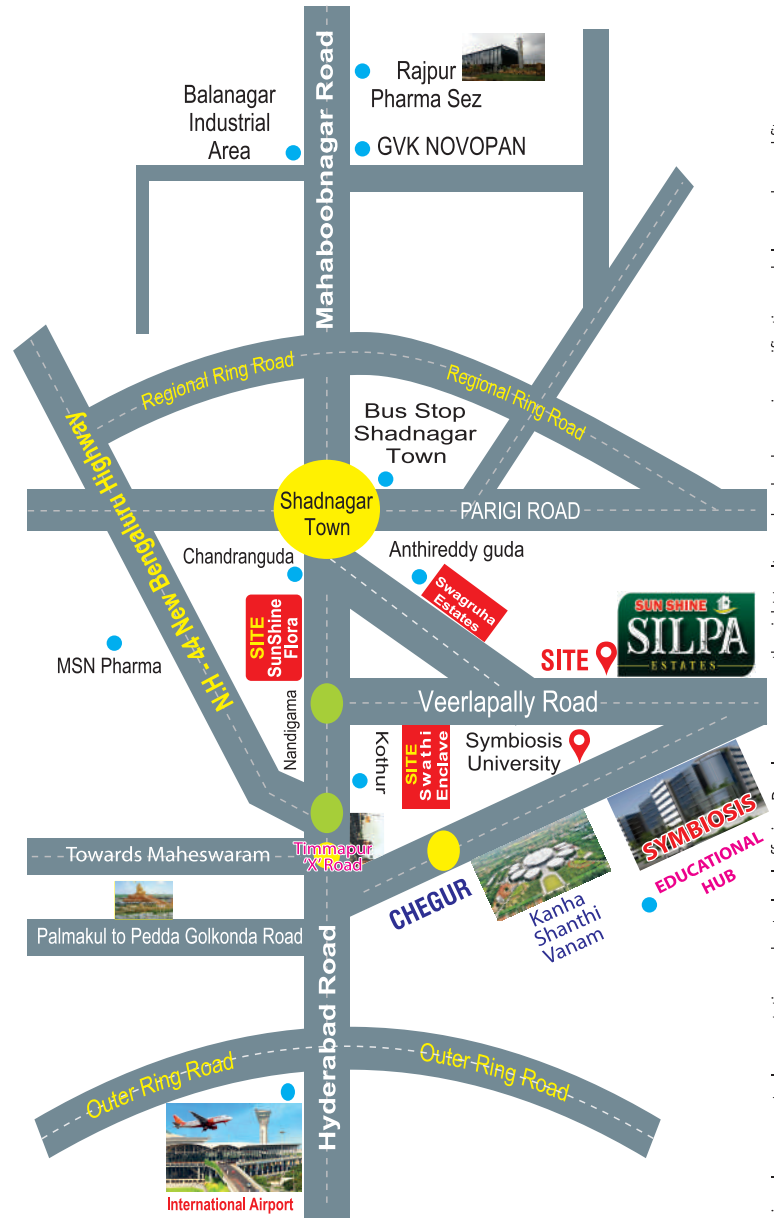 Mahaboobnagar Road
Rajpur
Pharma Sez
Balanagar
Industrial
Area
GVK NOVOPAN
Regional Ring Road
Regional Ring Road
Bus Stop
Shadnagar
Town
N.H - 44 New Bengaluru Highway
Shadnagar
Town
PARIGI ROAD
Chandranguda
Anthireddy guda
Swagruha
Estates
SITE
SunShine
Flora
SUN SHINE
SILPA
ESTATES
SITE
MSN Pharma
Veerlapally Road
Nandigama
Kothur
SITE
Swathi
Enclave
Symbiosis
University
Timmapur
'X' Road
Towards Maheswaram
CHEGUR
SYMBIOSIS
EDUCATIONAL
HUB
Kanha
Shanthi
Vanam
Palmakul to Pedda Golkonda Road
Hyderabad Road
Outer Ring Road
Outer Ring Road
International Airport